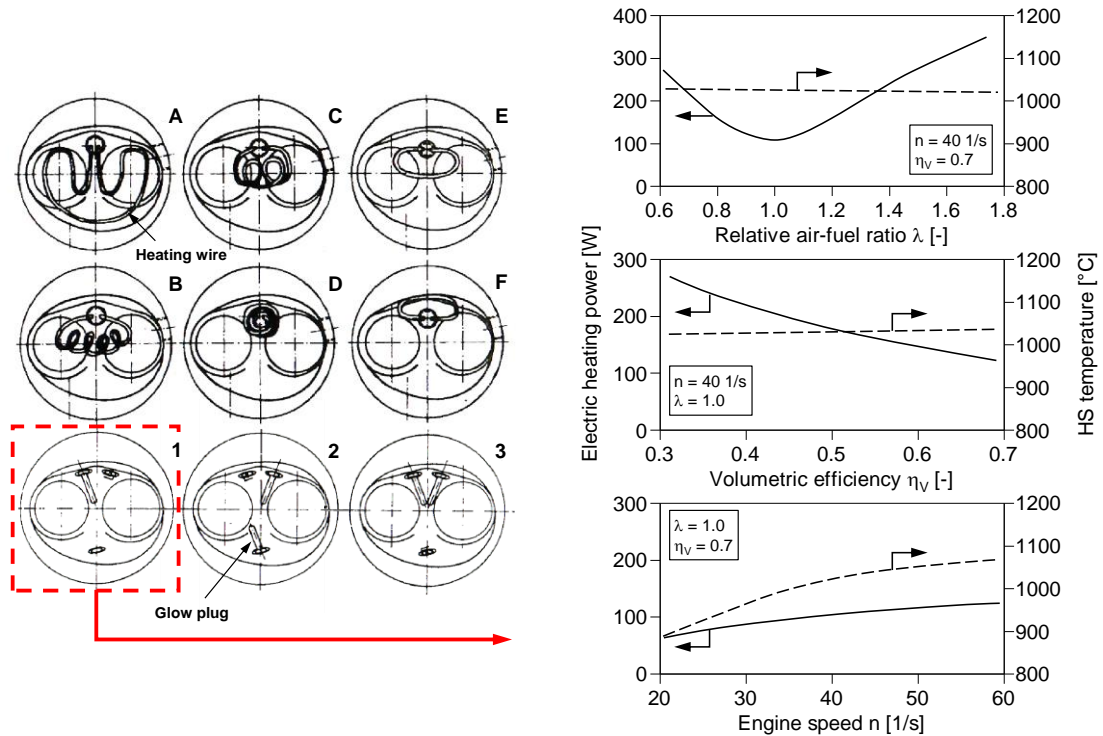 A
C
E
Heating wire
B
D
F
1
2
3
Glow plug
Electric heating power [W]
HS temperature [°C]
400
300
200
100
0
1200
1100
1000
900
800
n = 40 1/s
ηV = 0.7
0.6 0.8 1.0 1.2 1.4 1.6 1.8
Relative air-fuel ratio λ [-]
300
200
100
0
1200
1100
1000
900
800
n = 40 1/s
λ = 1.0
0.3 0.4 0.5 0.6 0.7
Volumetric efficiency ηV [-]
300
200
100
0
1200
1100
1000
900
800
λ = 1.0
ηV = 0.7
20 30 40 50 60
Engine speed n [1/s]